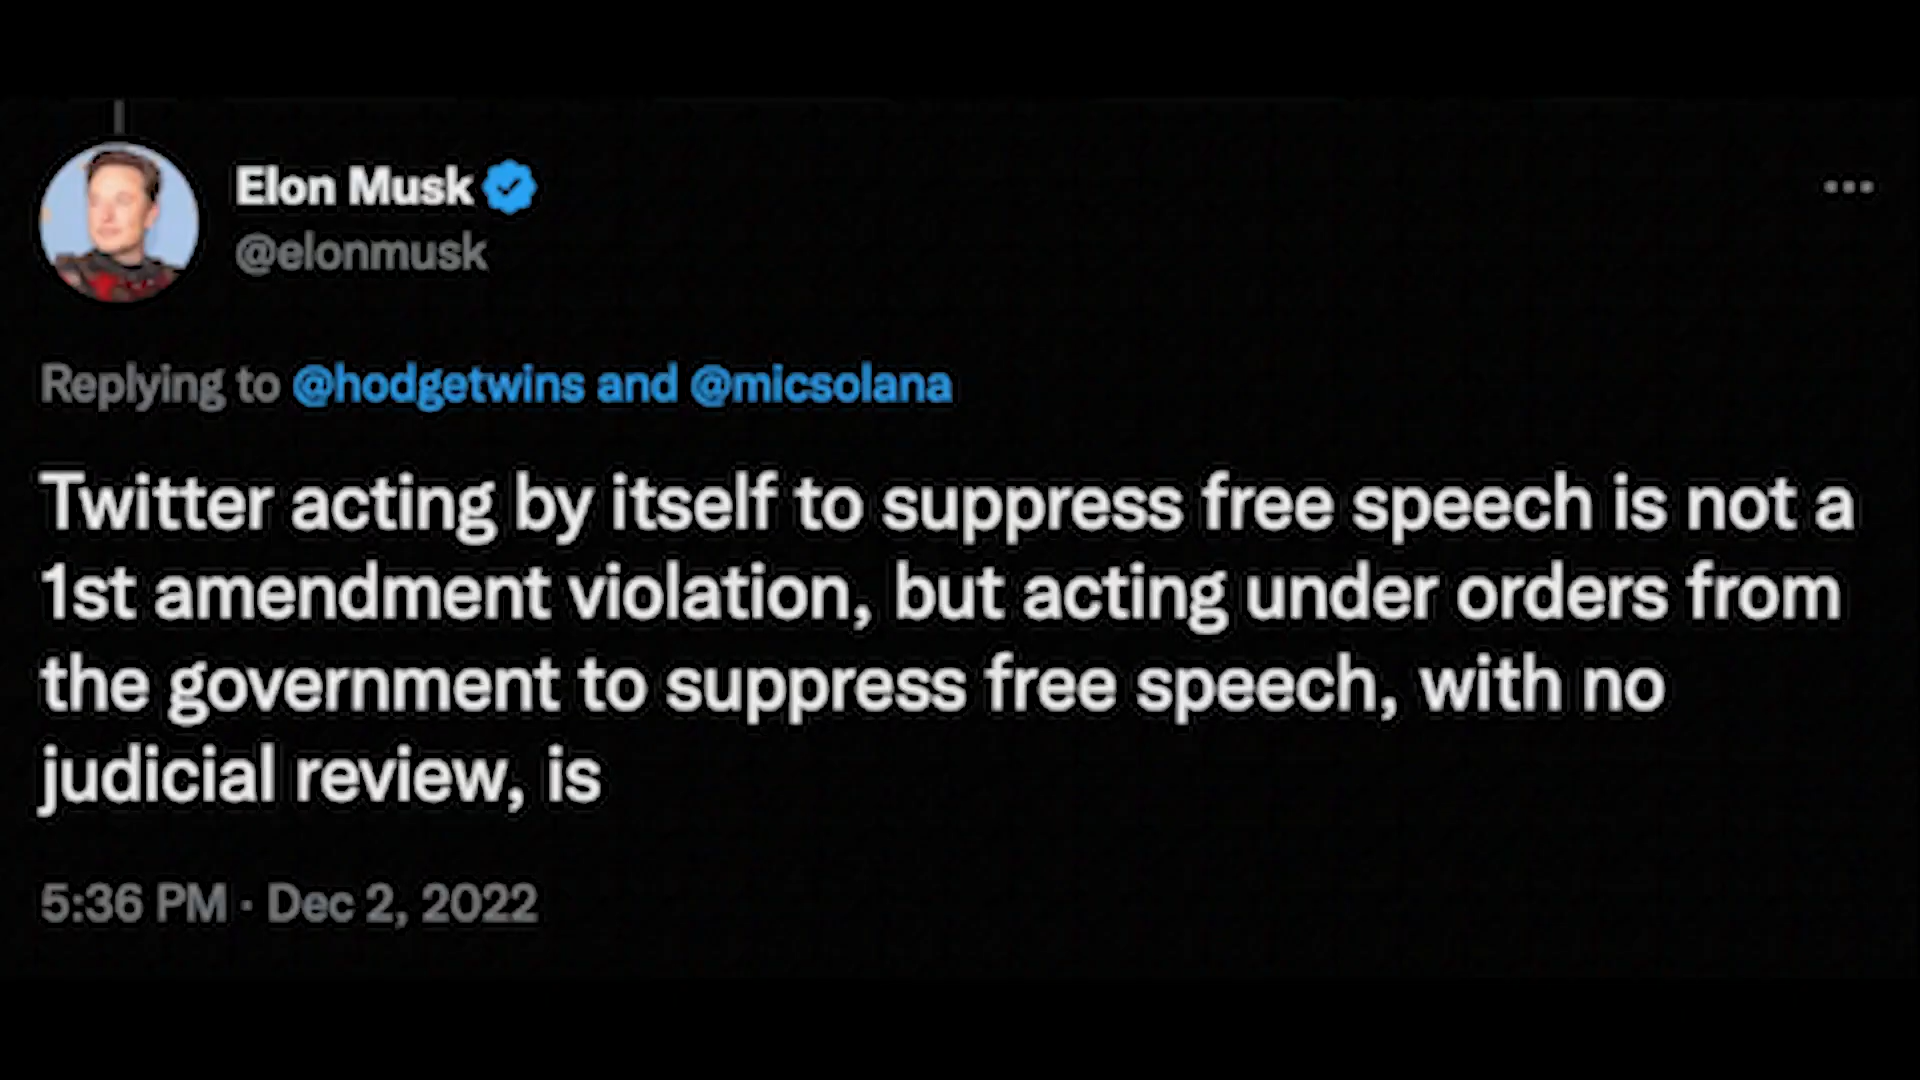 Elon Musk
@elonmusk
Replying to @hodgetwins and @micsolana
Twitter acting by itself to suppress free speech is not a
1st amendment violation, but acting under orders from
the government to suppress free speech, with no
judicial review, is
5:36 PM · Dec 2, 2022